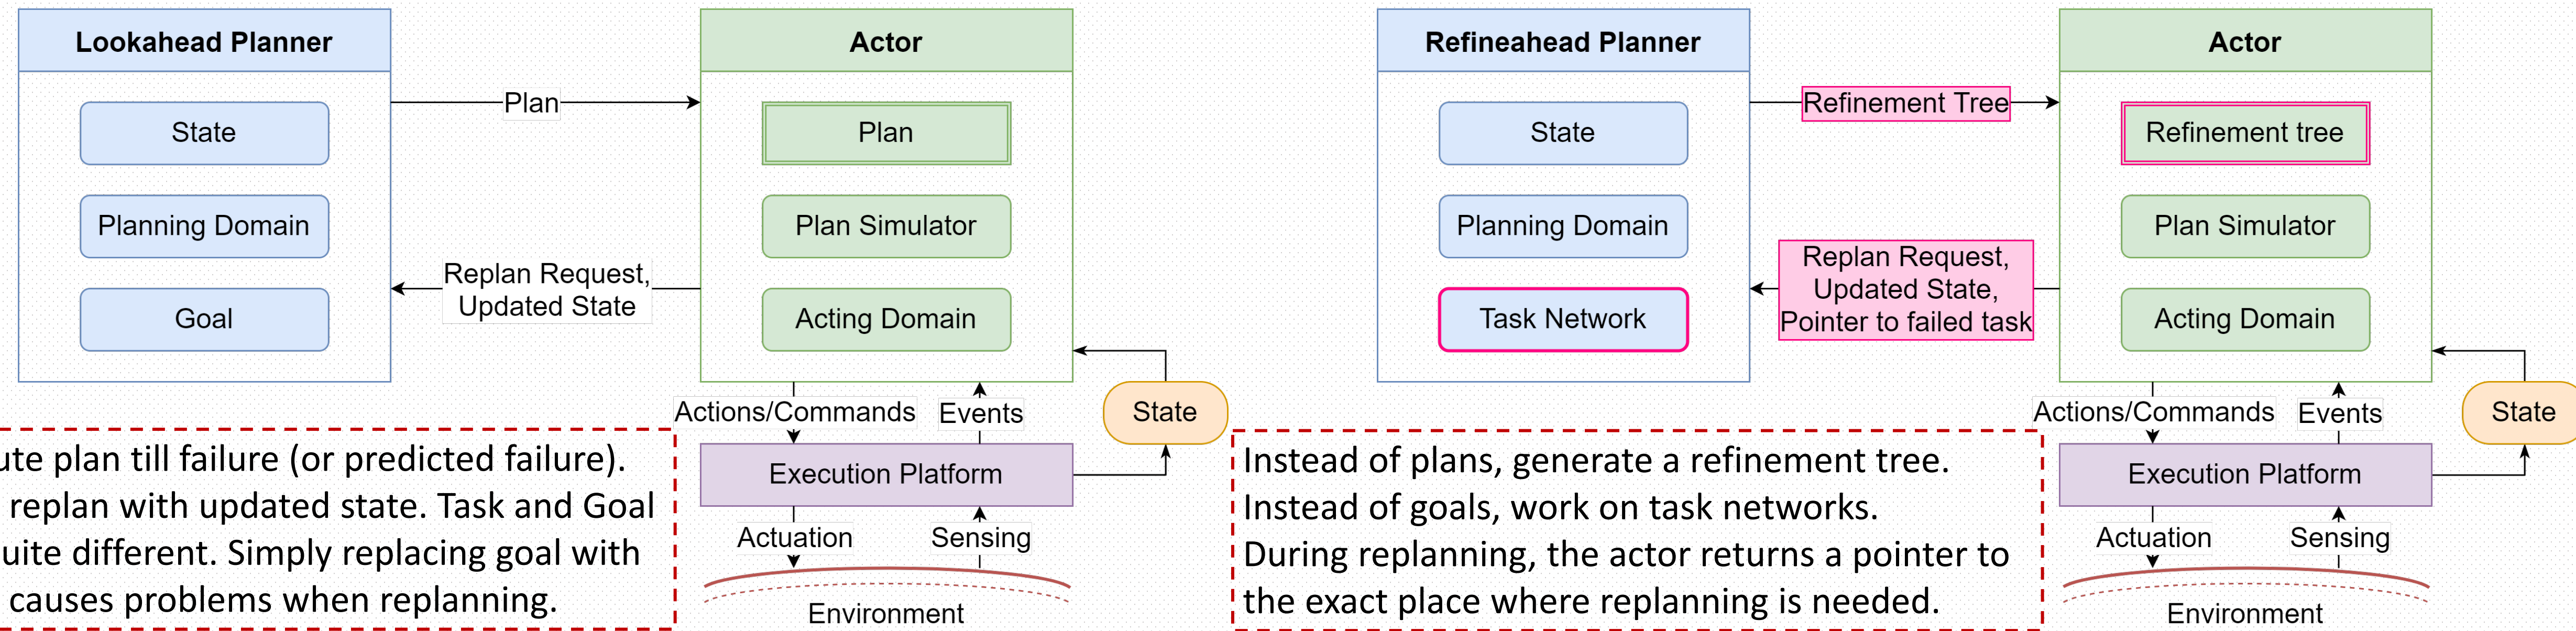 Lookahead Planner
State
Planning Domain
Goal
Plan
Replan Request,
Updated State
Actor
Plan
Plan Simulator
Acting Domain
Actions/Commands
Events
State
Execution Platform
Actuation
Sensing
Environment
plan till failure (or predicted failure).
replan with updated state. Task and Goal
different. Simply replacing goal with
causes problems when replanning.
Refineahead Planner
State
Planning Domain
Task Network
Refinement Tree
Replan Request,
Updated State,
Pointer to failed task
Actor
Refinement tree
Plan Simulator
Acting Domain
Actions/Commands
Events
State
Execution Platform
Actuation
Sensing
Environment
Instead of plans, generate a refinement tree.
Instead of goals, work on task networks.
During replanning, the actor returns a pointer to
the exact place where replanning is needed.